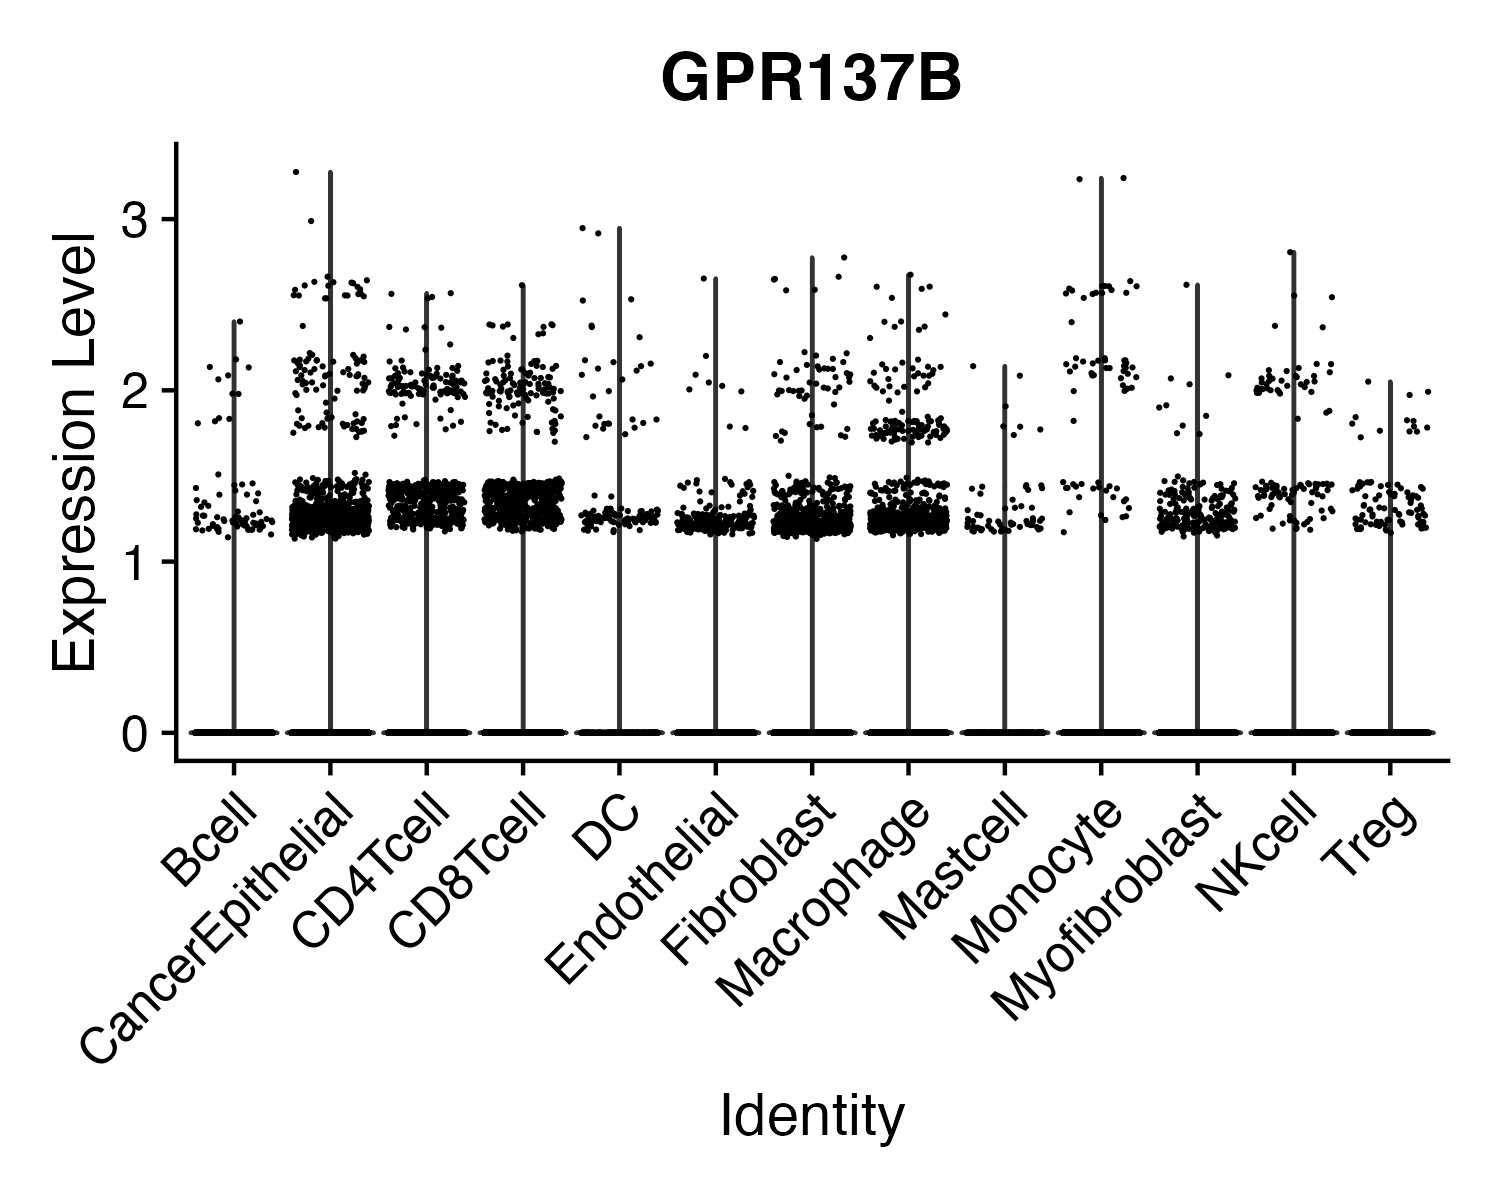 GPR137B
Expression Level
3
2
1
0
Bcell
CancerEpithelial
CD4Tcell
CD8Tcell
DC
Endothelial
Fibroblast
Macrophage
Mastcell
Monocyte
Myofibroblast
NKcell
Treg
Identity